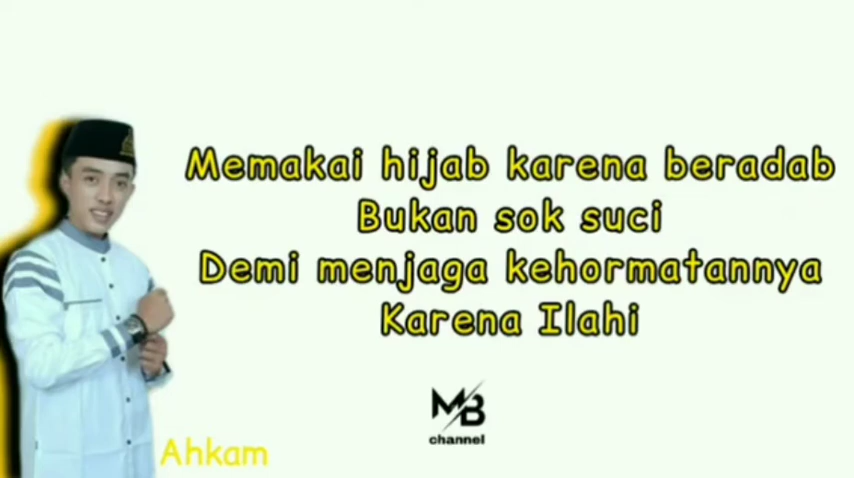 Memakai hijab karena beradab
Bukan sok suci
Demi menjaga kehormatannya
Karena Ilahi
MB
channel
Ahkam